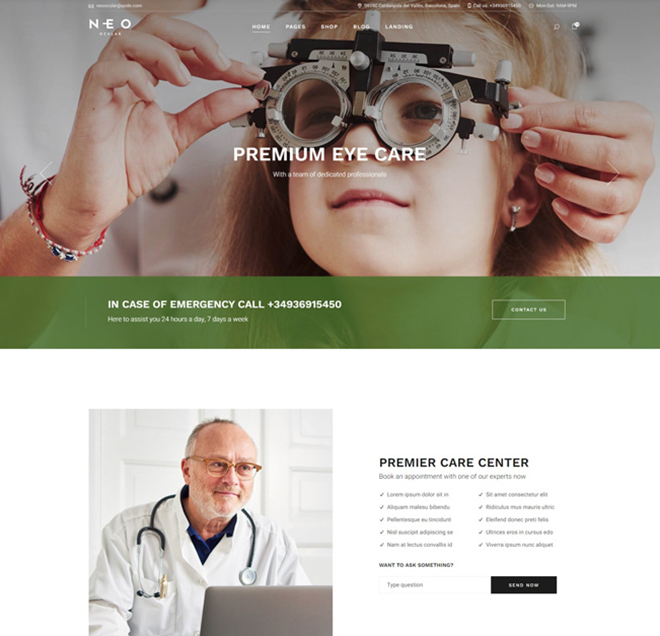 neoocular@qode.com
08290 Cerdanyola del Vallès, Barcelona, Spain
Call us: +34936915450
Mon-Sat: 9AM-6PM
NEO
OCULAR
HOME PAGES SHOP BLOG LANDING
PREMIUM EYE CARE
With a team of dedicated professionals
IN CASE OF EMERGENCY CALL +34936915450
Here to assist you 24 hours a day, 7 days a week
CONTACT US
PREMIER CARE CENTER
Book an appointment with one of our experts now
Lorem ipsum dolor sit in
Aliquam malesu bibendu
Pellentesque eu tincidunt
Nisl suscipit adipiscing se
Nam at lectus convallis id
Sit amet consectetur elit
Ridiculus mus mauris ultric
Eleifend donec preti felis
Ultrices eros in cursus edo
Viverra ipsum nunc aliquet
WANT TO ASK SOMETHING?
Type question
SEND NOW